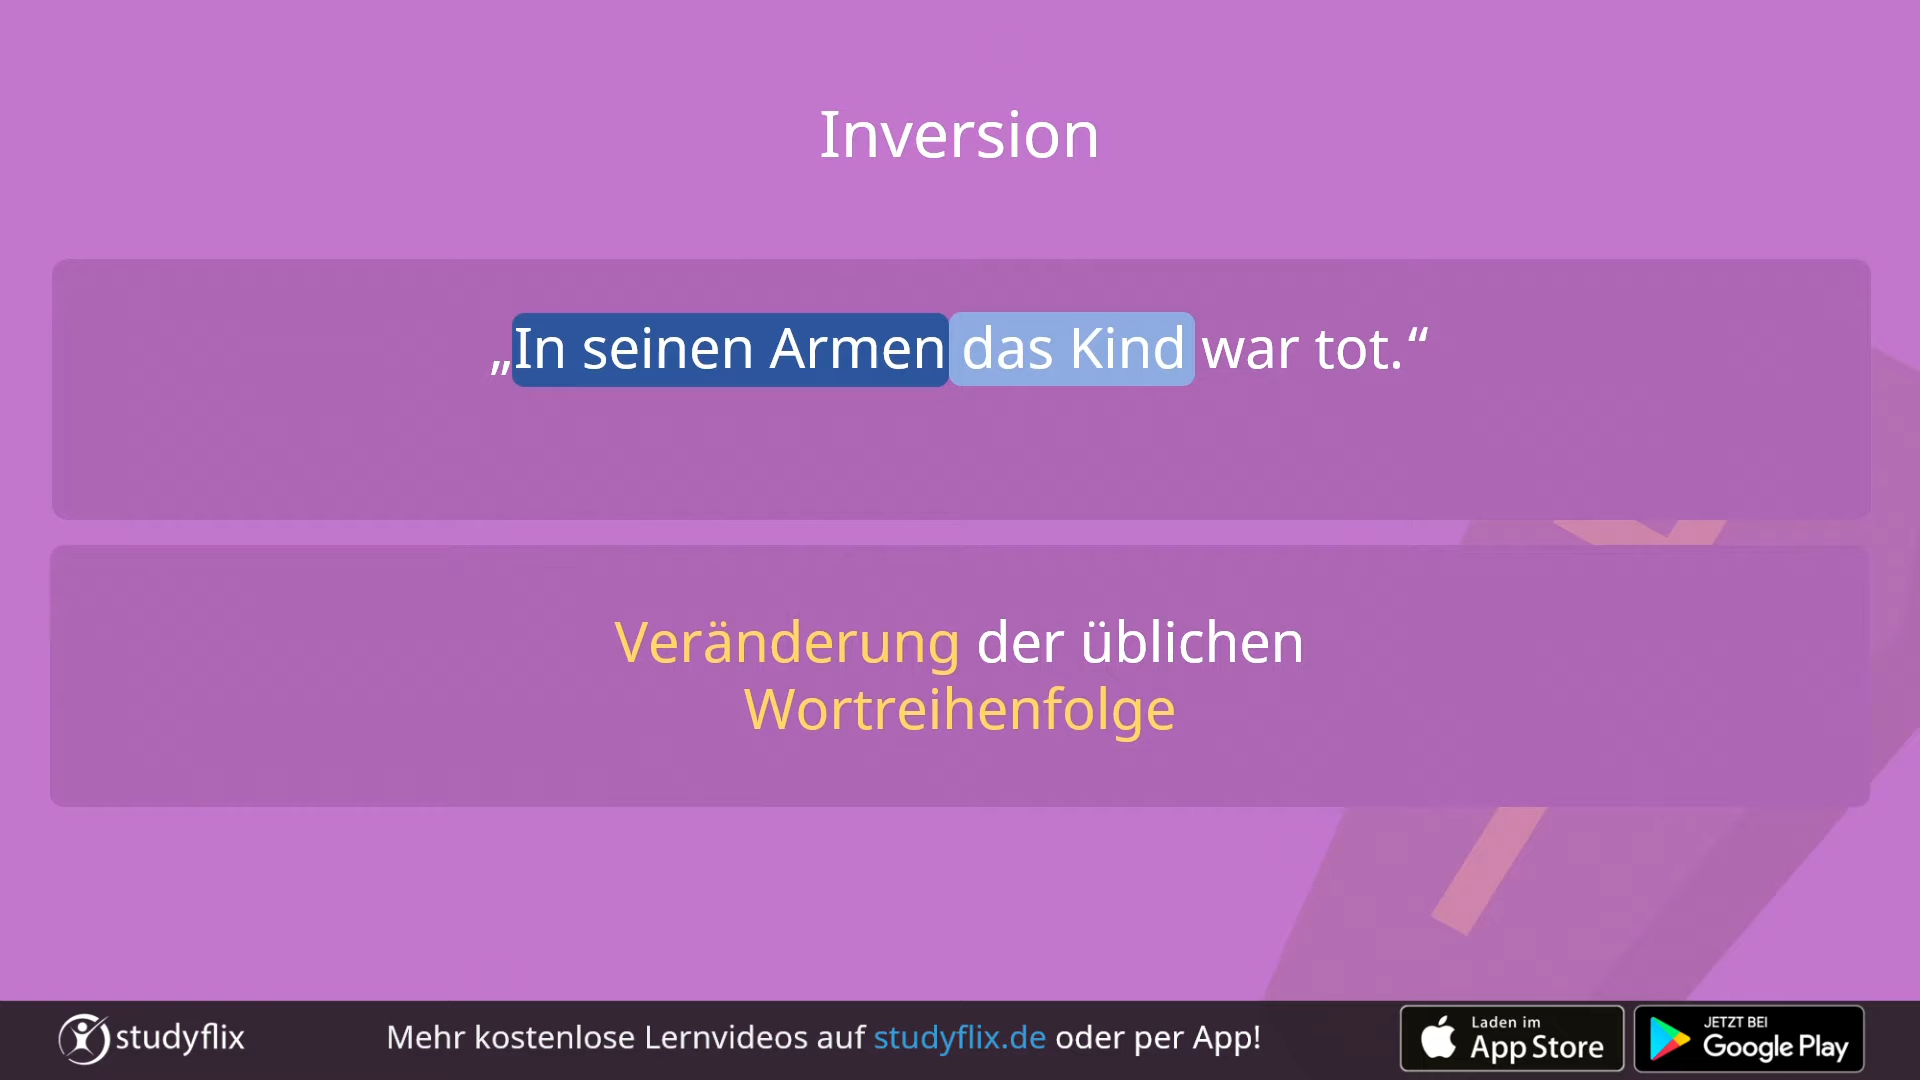 Inversion
„In seinen Armen das Kind war tot.“
Veränderung der üblichen
Wortreihenfolge
studyflix
Mehr kostenlose Lernvideos auf studyflix.de oder per App!
Laden im
App Store
JETZT BEI
Google Play